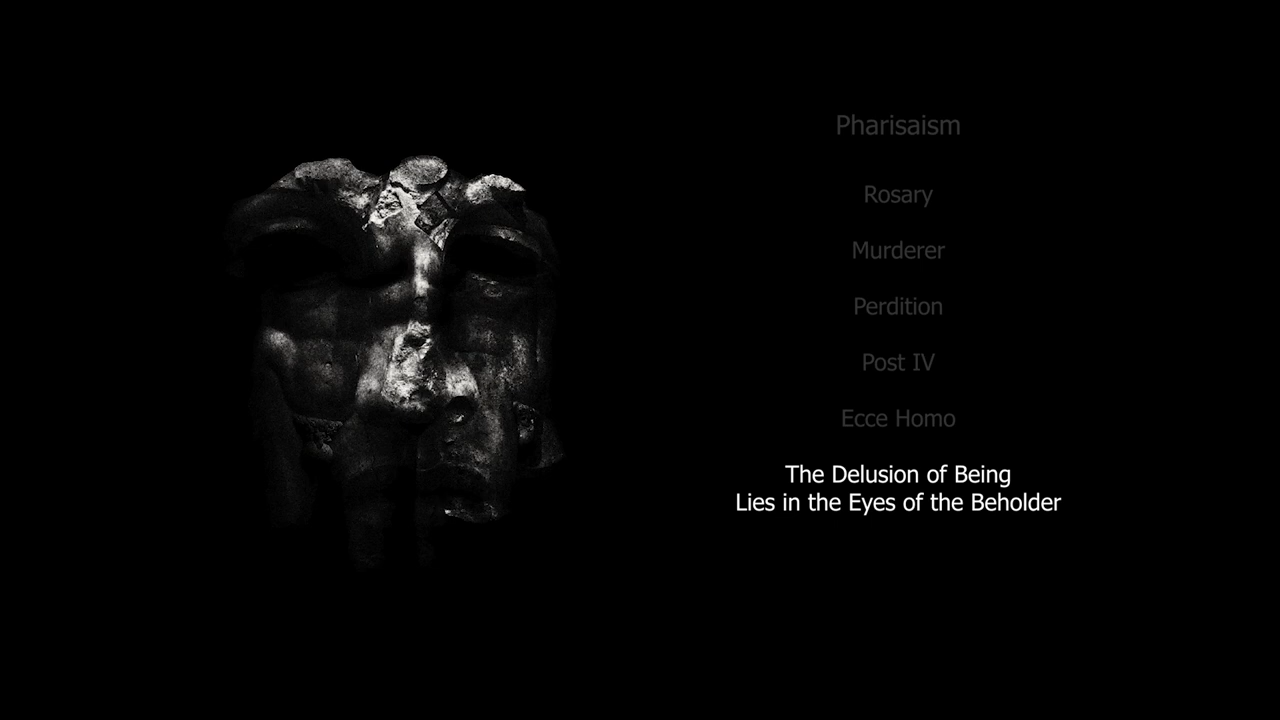 Pharisaism
Rosary
Murderer
Perdition
Post IV
Ecce Homo
The Delusion of Being
Lies in the Eyes of the Beholder